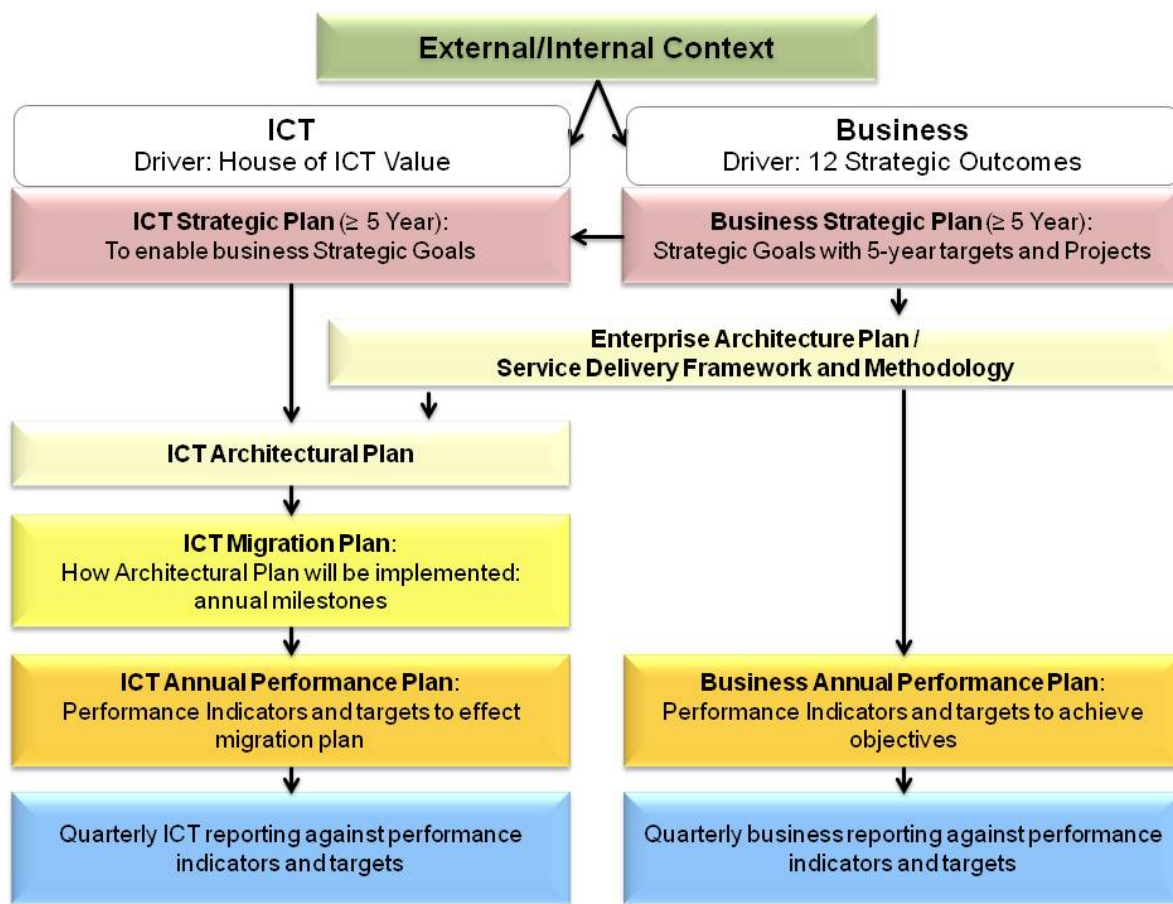 External/Internal Context
ICT
Driver: House of ICT Value
Business
Driver: 12 Strategic Outcomes
ICT Strategic Plan (≥ 5 Year):
To enable business Strategic Goals
Business Strategic Plan (≥ 5 Year):
Strategic Goals with 5-year targets and Projects
Enterprise Architecture Plan /
Service Delivery Framework and Methodology
ICT Architectural Plan
ICT Migration Plan:
How Architectural Plan will be implemented:
annual milestones
ICT Annual Performance Plan:
Performance Indicators and targets to effect
migration plan
Business Annual Performance Plan:
Performance Indicators and targets to achieve
objectives
Quarterly ICT reporting against performance
indicators and targets
Quarterly business reporting against performance
indicators and targets